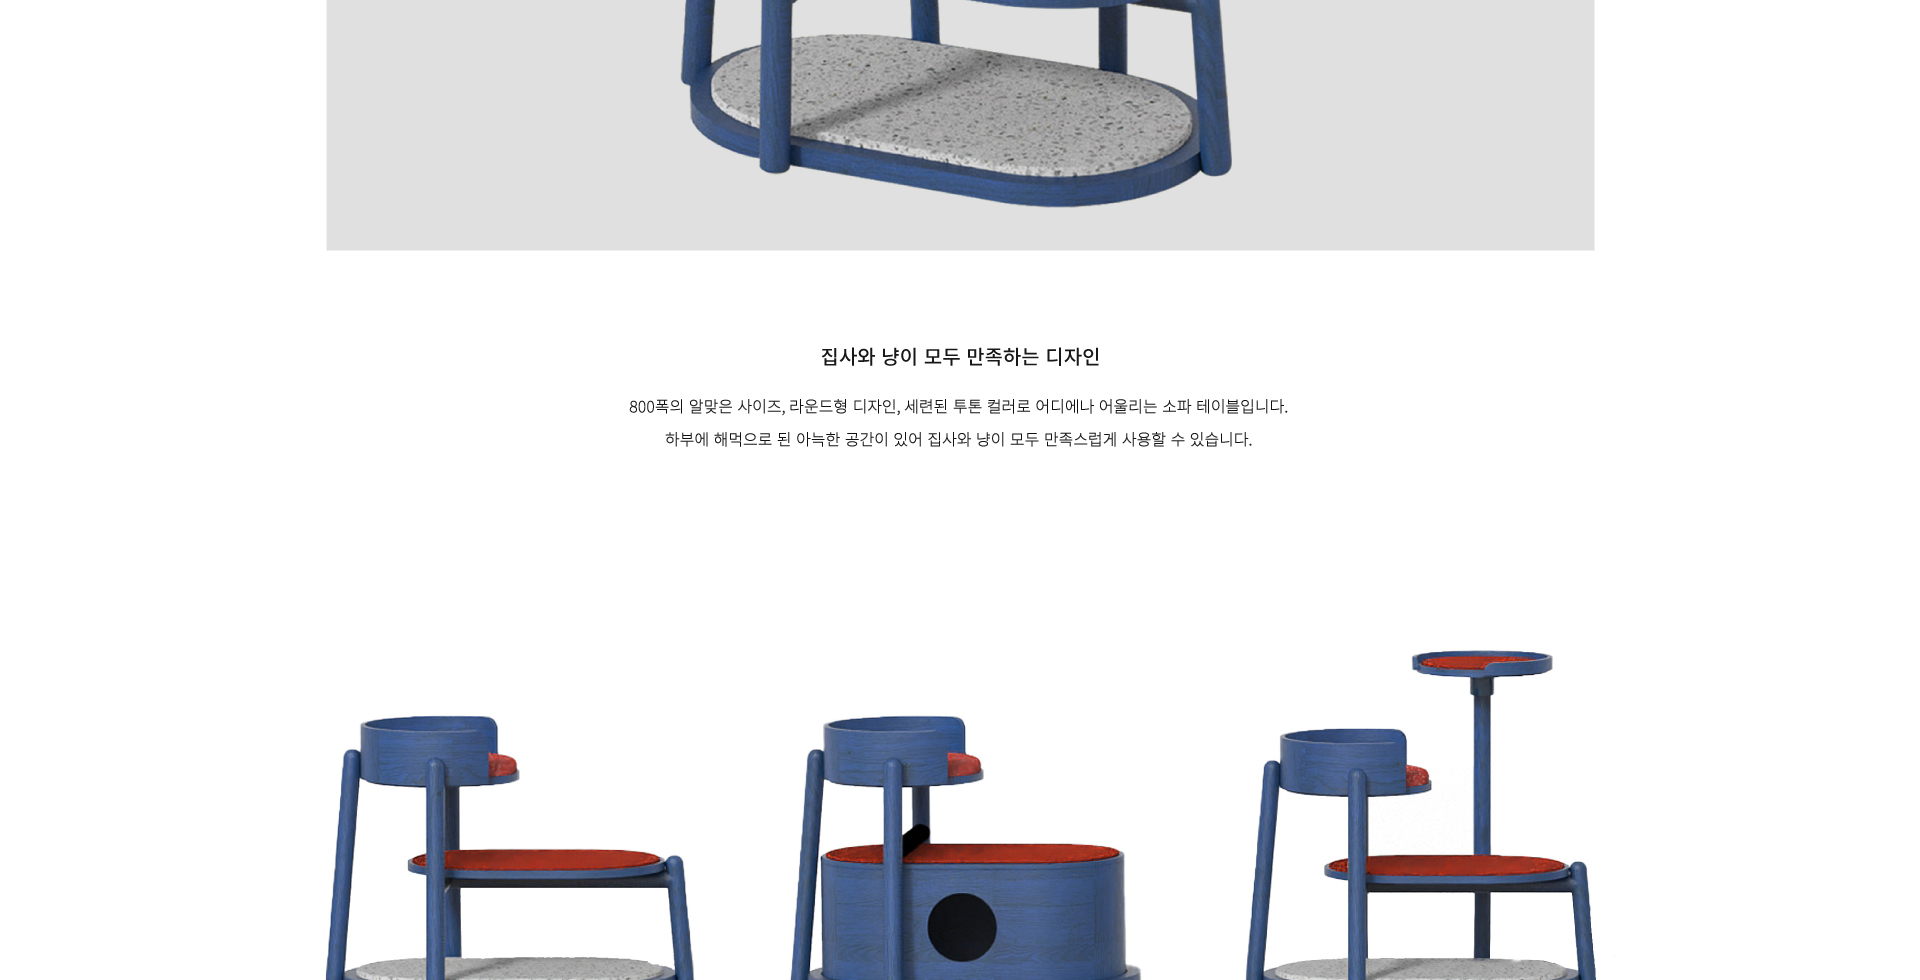 집사와 냥이 모두 만족하는 디자인
800폭의 알맞은 사이즈, 라운드형 디자인, 세련된 투톤 컬러로 어디에나 어울리는 소파 테이블입니다.
하부에 해먹으로 된 아늑한 공간이 있어 집사와 냥이 모두 만족스럽게 사용할 수 있습니다.